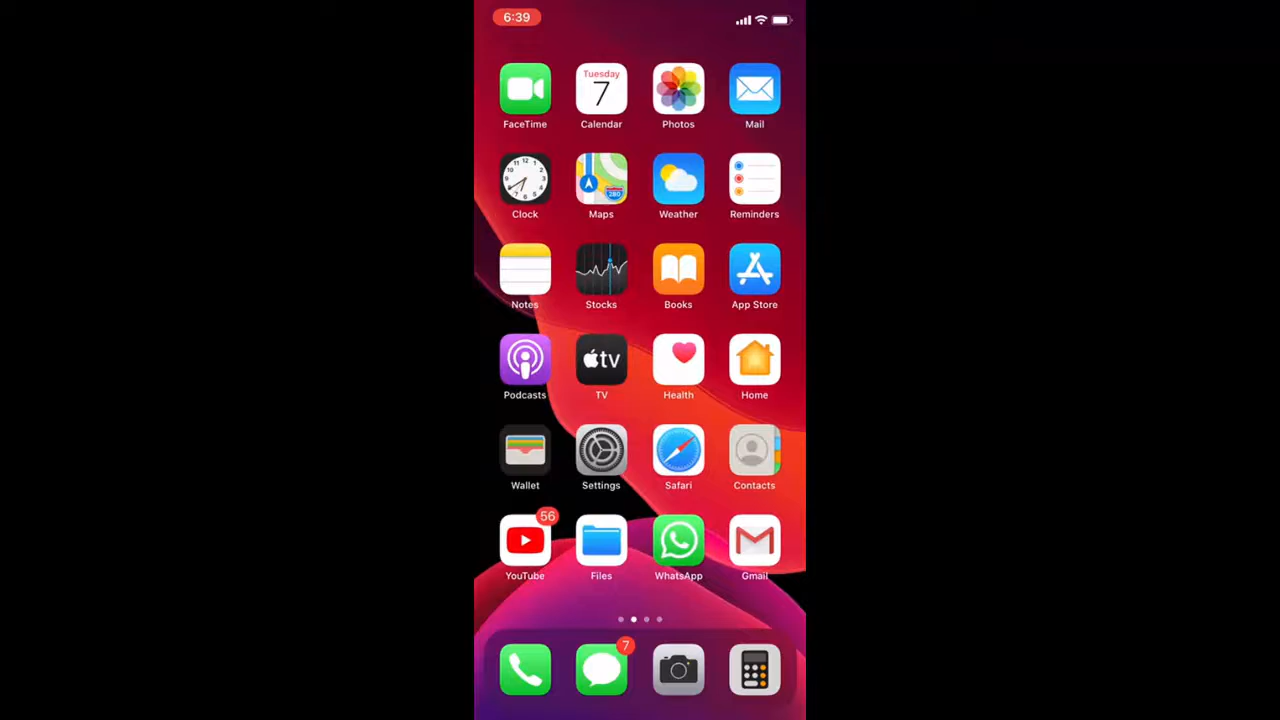 6:39
Tuesday
7
FaceTime
Calendar
Photos
Mail
Clock
Maps
Weather
Reminders
Notes
Stocks
Books
App Store
tv
Podcasts
TV
Health
Home
Wallet
Settings
Safari
Contacts
56
YouTube
Files
WhatsApp
Gmail
7